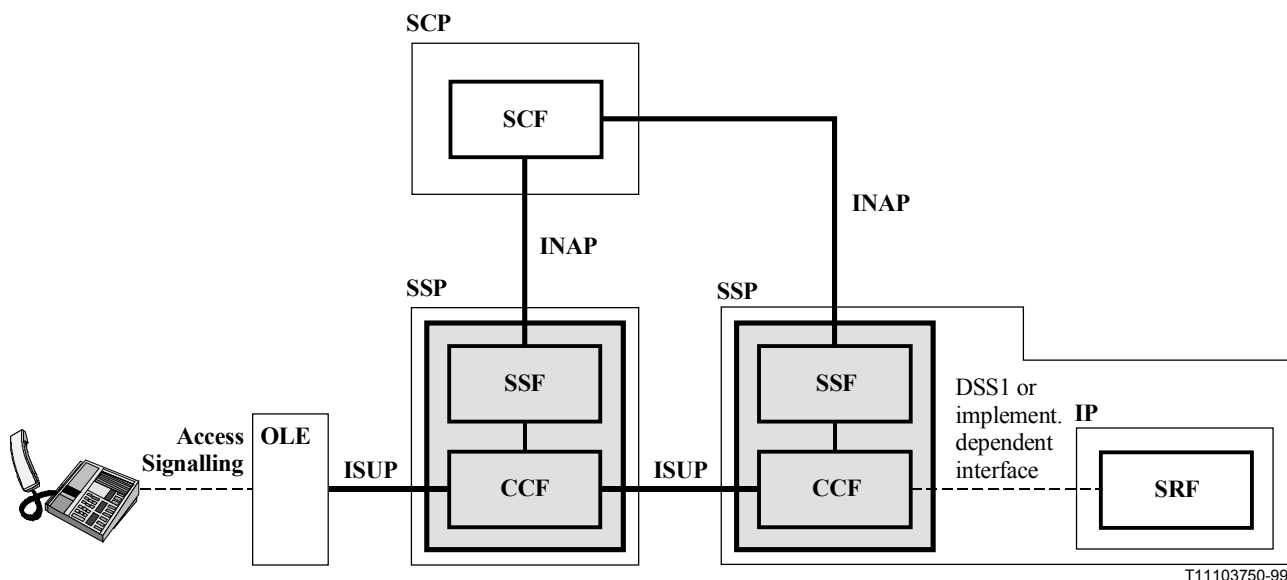 SCP
SCF
INAP
INAP
SSP
SSP
SSF
SSF
DSS1 or
implement.
dependent
interface
IP
Access
Signalling
OLE
ISUP
CCF
ISUP
CCF
SRF
T11103750-99